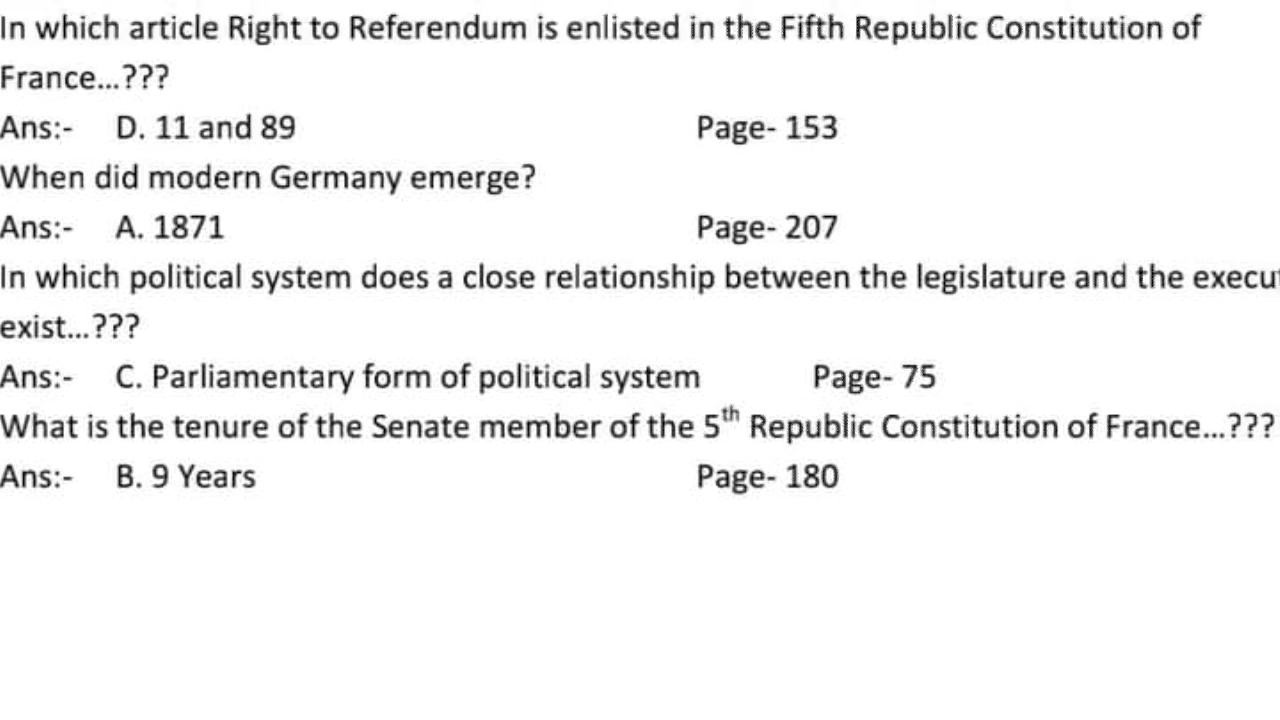 In which article Right to Referendum is enlisted in the Fifth Republic Constitution of
France...???
Ans:- D. 11 and 89 Page- 153
When did modern Germany emerge?
Ans:- A. 1871 Page- 207
In which political system does a close relationship between the legislature and the execu
exist...???
Ans:- C. Parliamentary form of political system Page- 75
What is the tenure of the Senate member of the 5th Republic Constitution of France...???
Ans:- B. 9 Years Page- 180